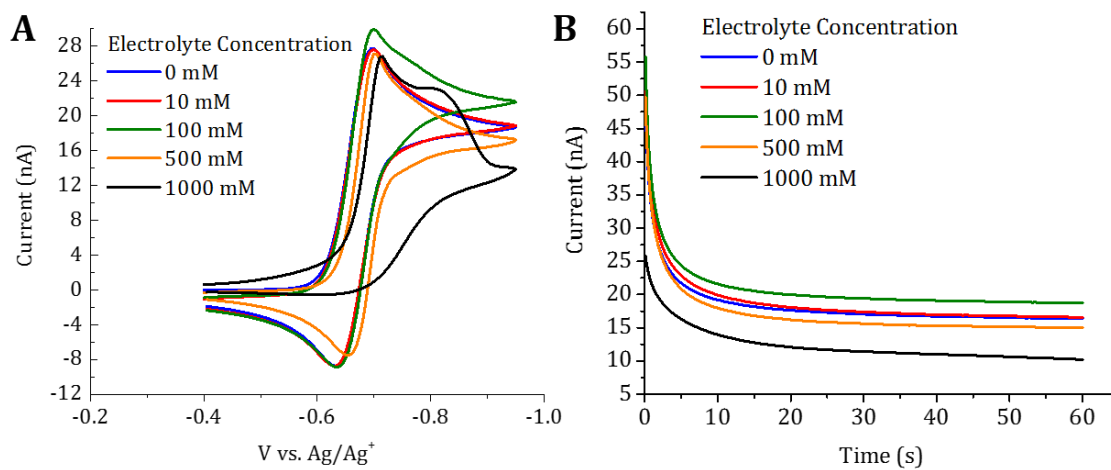 A
Electrolyte Concentration
0 mM
10 mM
100 mM
500 mM
1000 mM
28
24
20
16
12
8
4
0
-4
-8
-12
Current (nA)
-0.2
-0.4
-0.6
-0.8
-1.0
V vs. Ag/Ag⁺
B
Electrolyte Concentration
0 mM
10 mM
100 mM
500 mM
1000 mM
60
55
50
45
40
35
30
25
20
15
10
5
Current (nA)
0
10
20
30
40
50
60
Time (s)